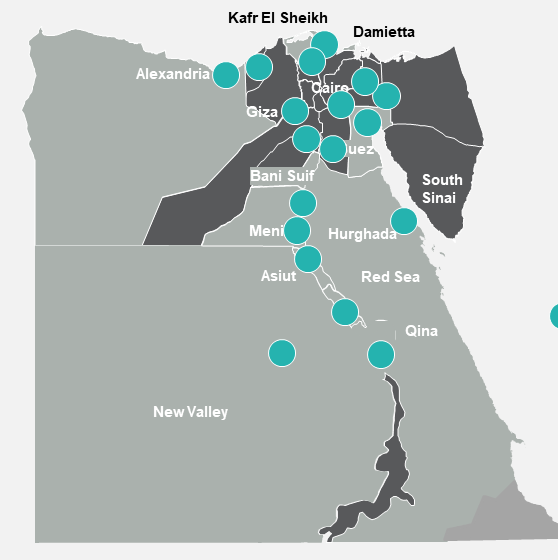 Kafr El Sheikh
Damietta
Alexandria
Cairo
Giza
uez
Bani Suif
South
Sinai
Meni
Hurghada
Asiut
Red Sea
Qina
New Valley